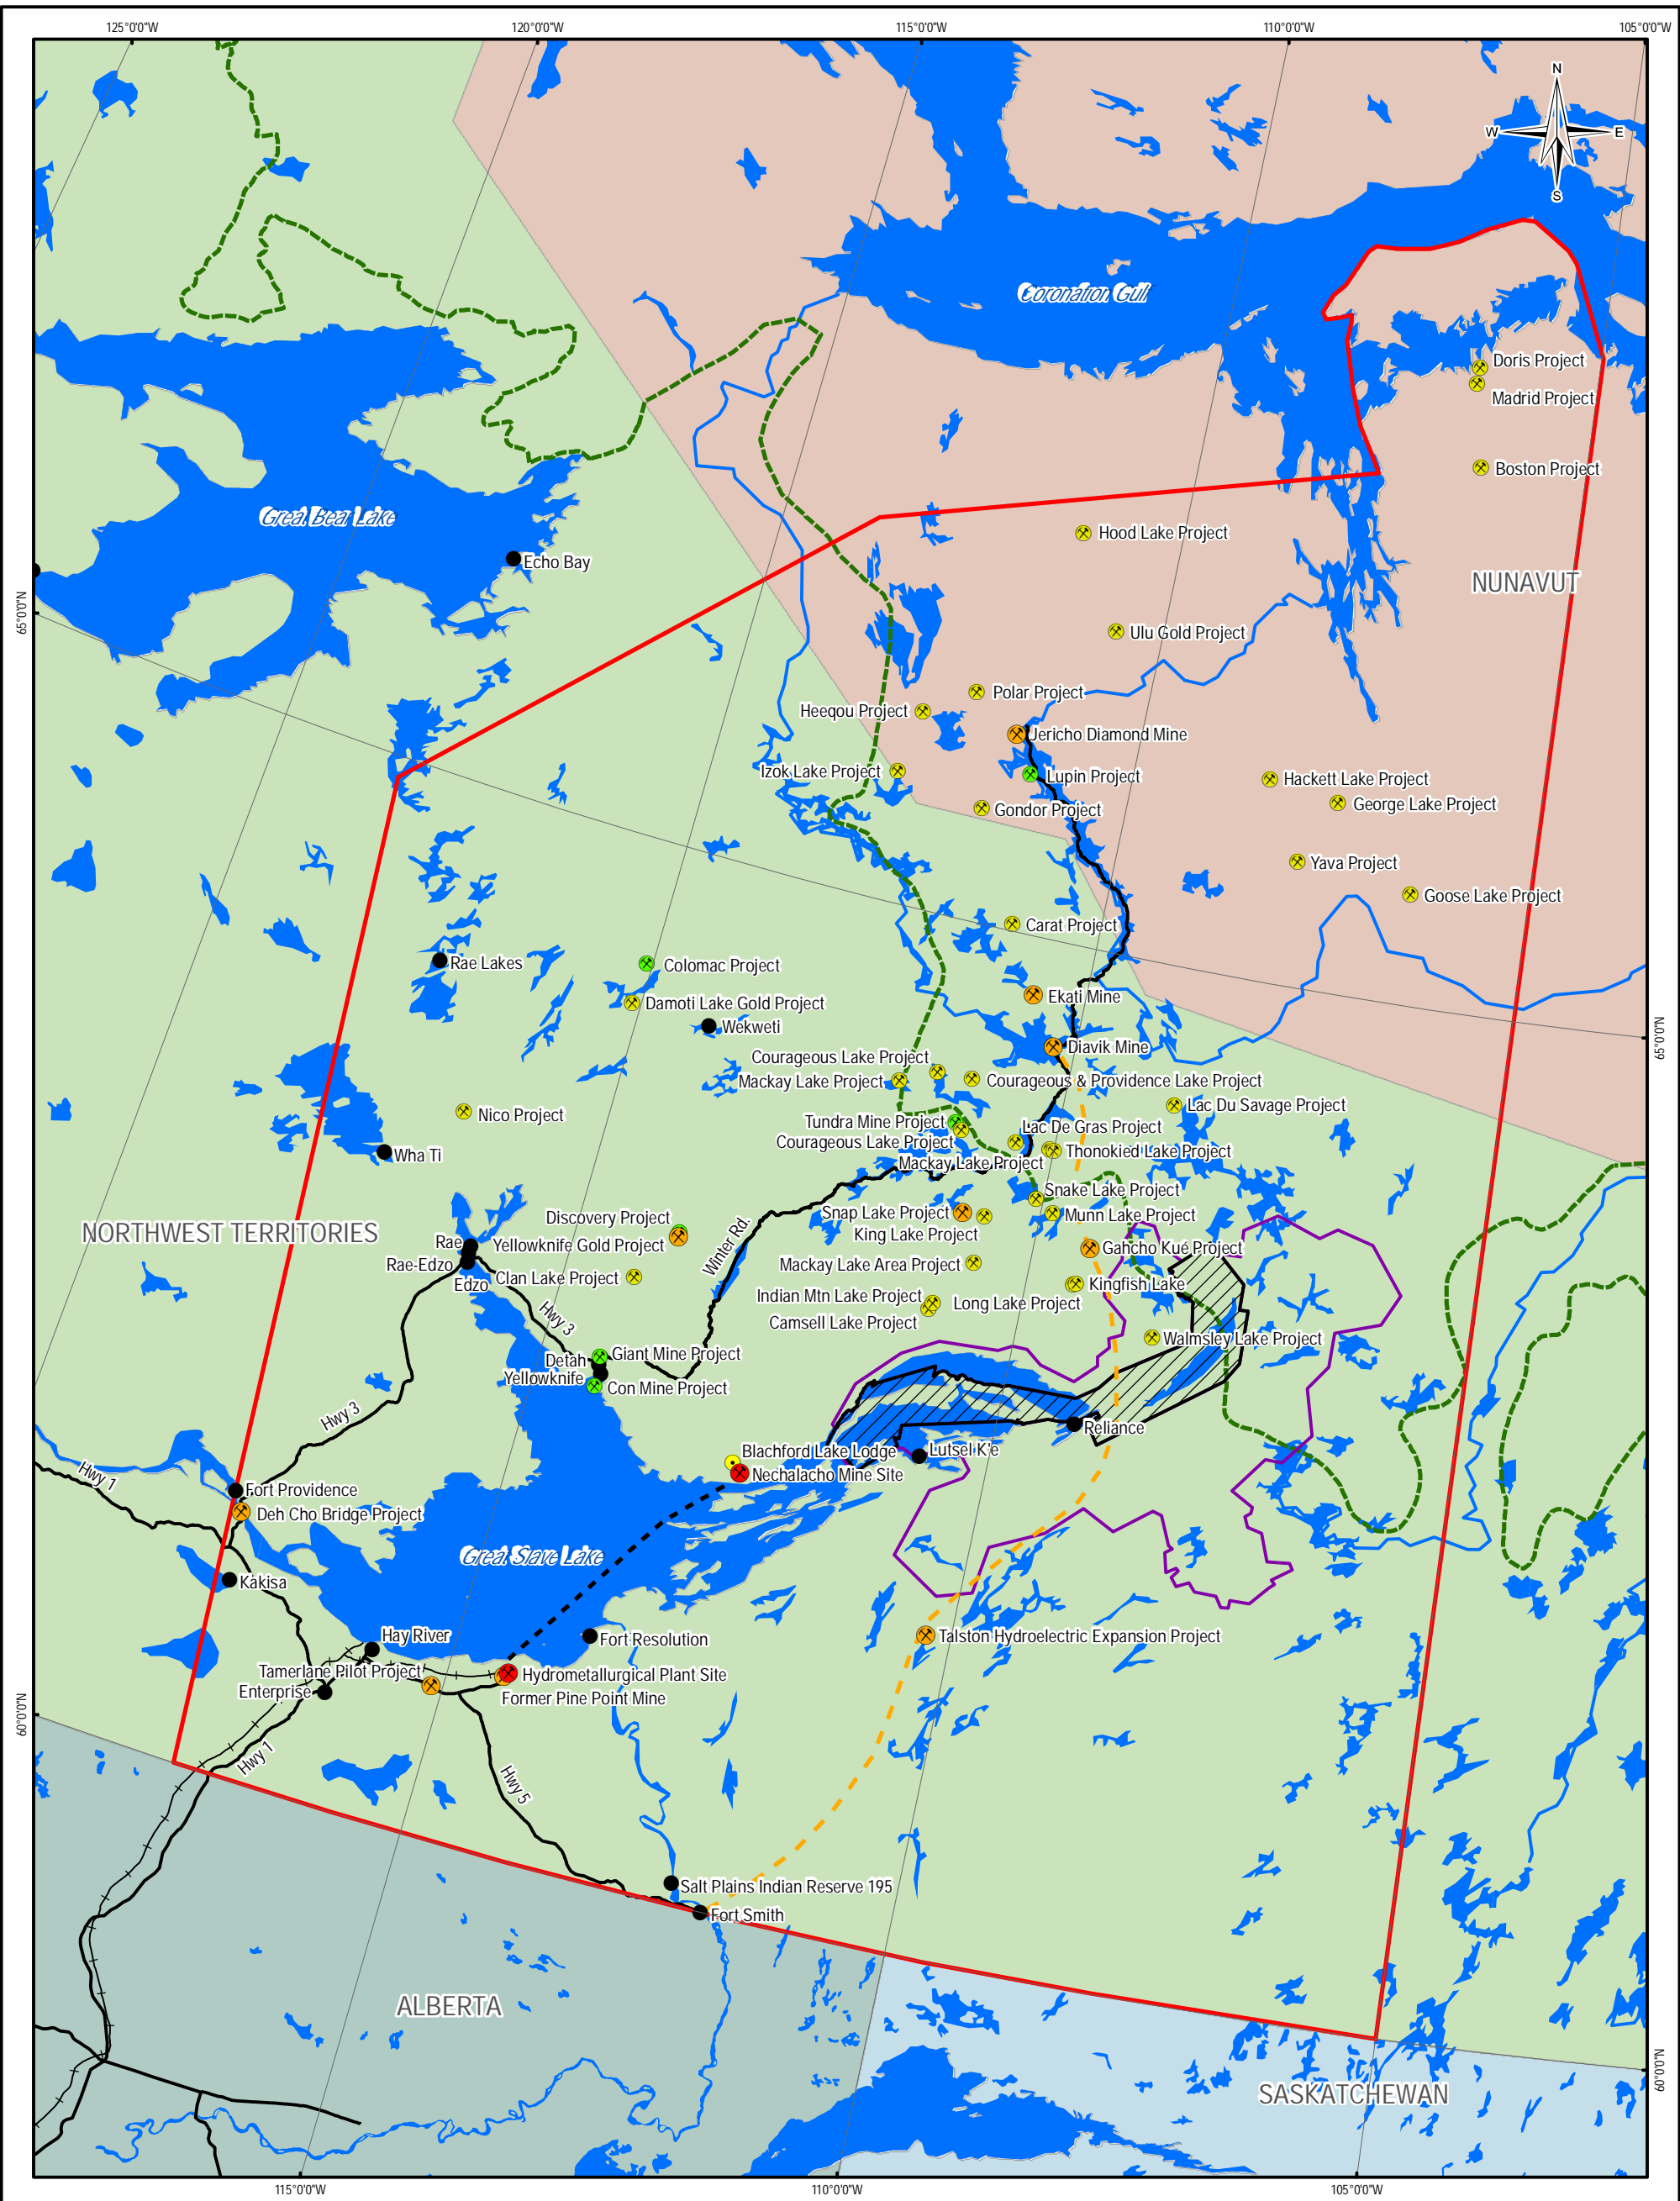 125°0'0"W
120°0'0"W
115°0'0"W
110°0'0"W
105°0'0"W
N
W
E
S
Coronation Gulf
Doris Project
Madrid Project
Boston Project
Great Bear Lake
Hood Lake Project
Echo Bay
NUNAVUT
65°0'0"N
Ulu Gold Project
Polar Project
Heeqou Project
Jericho Diamond Mine
Izok Lake Project
Lupin Project
Hackett Lake Project
George Lake Project
Gondor Project
Yava Project
Goose Lake Project
Carat Project
Rae Lakes
Colomac Project
Damoti Lake Gold Project
Ekati Mine
Wekweti
65°0'0"N
Diavik Mine
Courageous Lake Project
Mackay Lake Project
Courageous & Providence Lake Project
Lac Du Savage Project
Nico Project
Tundra Mine Project
Lac De Gras Project
Courageous Lake Project
Wha Ti
Thonokied Lake Project
Mackay Lake Project
Snake Lake Project
NORTHWEST TERRITORIES
Discovery Project
Snap Lake Project
Munn Lake Project
Winter Rd.
King Lake Project
Rae
Yellowknife Gold Project
Gahcho Kué Project
Rae-Edzo
Mackay Lake Area Project
Edzo
Clan Lake Project
Kingfish Lake
Indian Mtn Lake Project
Long Lake Project
Camsell Lake Project
Hwy 3
Walmsley Lake Project
Detah
Giant Mine Project
Yellowknife
Con Mine Project
Hwy 3
Reliance
Blachford Lake Lodge
Lutsel K'e
Nechalacho Mine Site
Hwy 1
Fort Providence
Deh Cho Bridge Project
Great Slave Lake
Kakisa
Hay River
Fort Resolution
Talston Hydroelectric Expansion Project
Tamerlane Pilot Project
Hydrometallurgical Plant Site
Enterprise
Former Pine Point Mine
60°0'0"N
Hwy 1
Hwy 5
Salt Plains Indian Reserve 195
Fort Smith
ALBERTA
60°0'0"N
SASKATCHEWAN
115°0'0"W
110°0'0"W
105°0'0"W